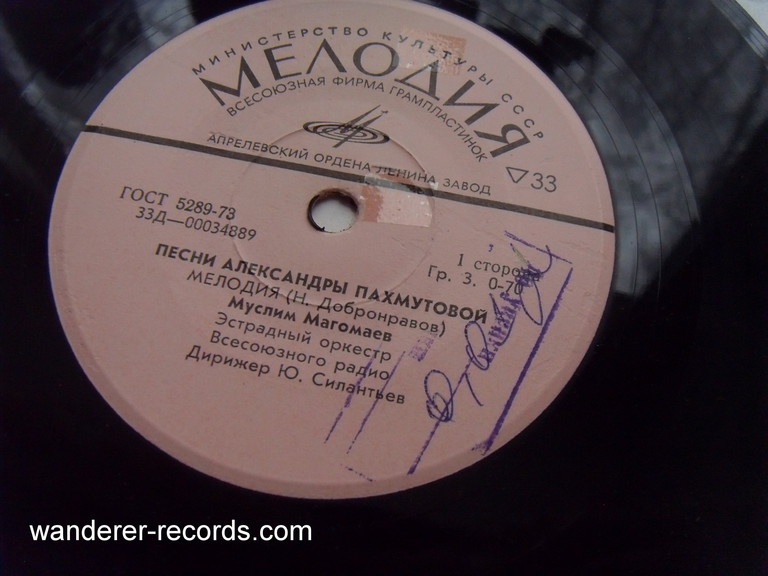 МИНИСТЕРСТВО КУЛЬТУРЫ СССР
МЕЛОДИЯ
ВСЕСОЮЗНАЯ ФИРМА ГРАМПЛАСТИНОК
АПРЕЛЕВСКИЙ ОРДЕНА ЛЕНИНА ЗАВОД
33
ГОСТ 5289-73
33Д—00034889
1 сторона
Гр. 3. 0-70
ПЕСНИ АЛЕКСАНДРЫ ПАХМУТОВОЙ
МЕЛОДИЯ (Н. Добронравов)
Муслим Магомаев
Эстрадный оркестр
Всесоюзного радио
Дирижер Ю. Силантьев
wanderer-records.com